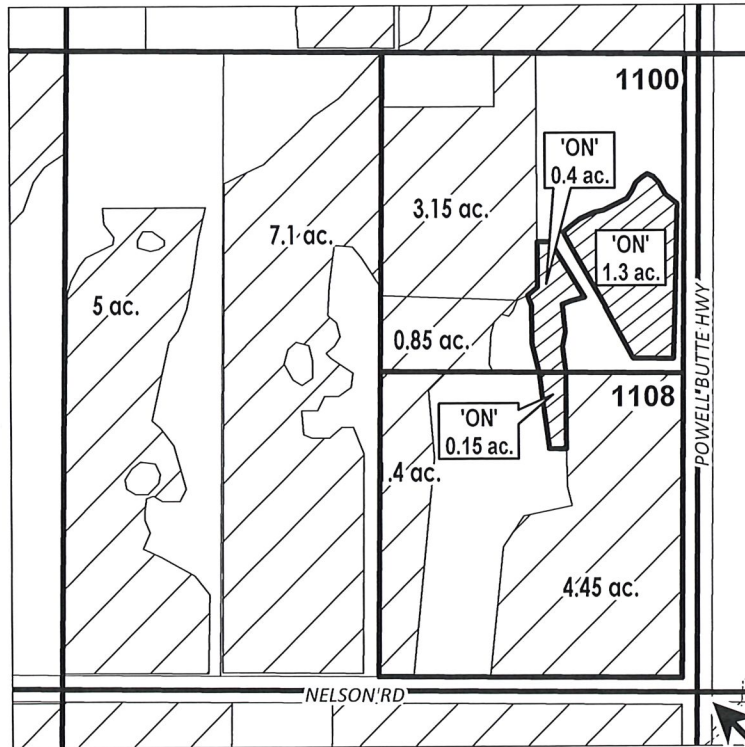 1100
'ON'
0.4 ac.
3.15 ac.
7.1 ac.
'ON'
1.3 ac.
5 ac.
0.85 ac.
POWELL BUTTE HWY
1108
'ON'
0.15 ac.
.4 ac.
4.45 ac.
NELSON RD